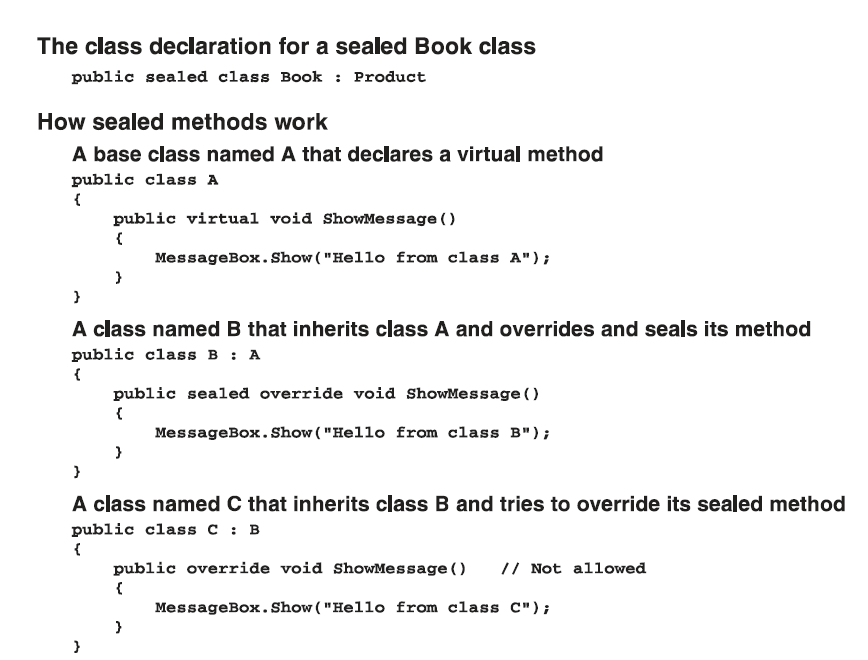 The class declaration for a sealed Book class
public sealed class Book : Product
How sealed methods work
A base class named A that declares a virtual method
public class A
{
public virtual void ShowMessage()
{
MessageBox.Show("Hello from class A");
}
}
A class named B that inherits class A and overrides and seals its method
public class B : A
{
public sealed override void ShowMessage()
{
MessageBox.Show("Hello from class B");
}
}
A class named C that inherits class B and tries to override its sealed method
public class C : B
{
public override void ShowMessage()   // Not allowed
{
MessageBox.Show("Hello from class C");
}
}